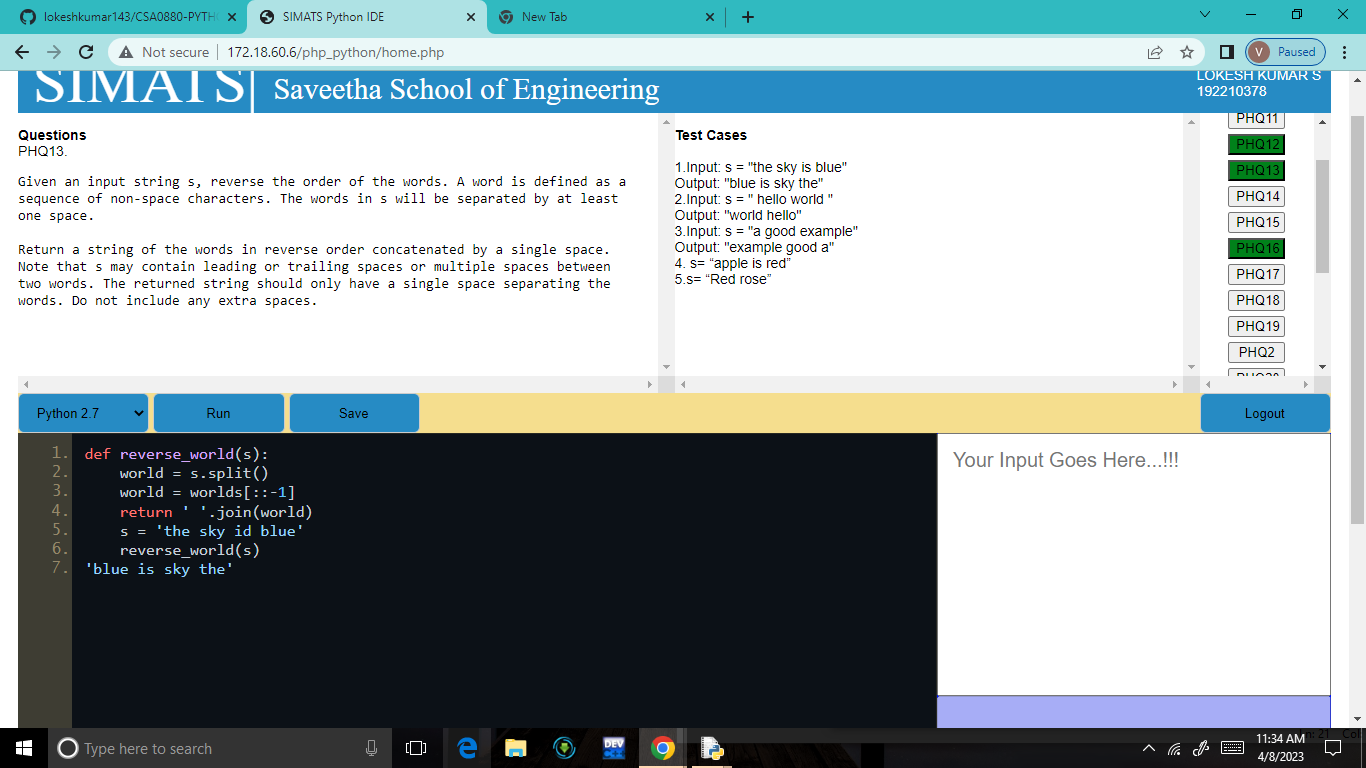 lokeshkumar143/CSA0880-PYTH
SIMATS Python IDE
New Tab
Not secure
172.18.60.6/php_python/home.php
V
Paused
SIMATS
Saveetha School of Engineering
LOKESH KUMAR S
192210378
Questions
PHQ13.
Given an input string s, reverse the order of the words. A word is defined as a
sequence of non-space characters. The words in s will be separated by at least
one space.
Return a string of the words in reverse order concatenated by a single space.
Note that s may contain leading or trailing spaces or multiple spaces between
two words. The returned string should only have a single space separating the
words. Do not include any extra spaces.
Test Cases
1.Input: s = "the sky is blue"
Output: "blue is sky the"
2.Input: s = " hello world "
Output: "world hello"
3.Input: s = "a good example"
Output: "example good a"
4. s= “apple is red”
5.s= “Red rose”
PHQ11
PHQ12
PHQ13
PHQ14
PHQ15
PHQ16
PHQ17
PHQ18
PHQ19
PHQ2
PHQ20
Python 2.7
Run
Save
Logout
1. def reverse_world(s):
2. world = s.split()
3. world = worlds[::-1]
4. return ' '.join(world)
5. s = 'the sky id blue'
6. reverse_world(s)
7. 'blue is sky the'
Your Input Goes Here...!!!
Type here to search
DEV
11:34 AM
4/8/2023